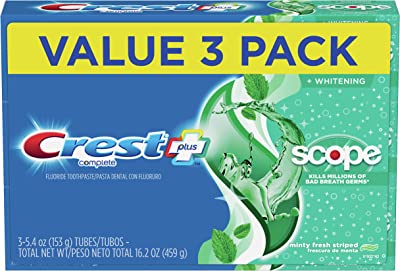 VALUE 3 PACK
+ WHITENING
Crest plus
complete
scope
FLUORIDE TOOTHPASTE/PASTA DENTAL CON FLUORURO
KILLS MILLIONS OF
BAD BREATH GERMS*
3-5.4 oz (153 g) TUBES/TUBOS -
TOTAL NET WT/PESO NETO TOTAL 16.2 OZ (459 g)
minty fresh striped
frescura de menta